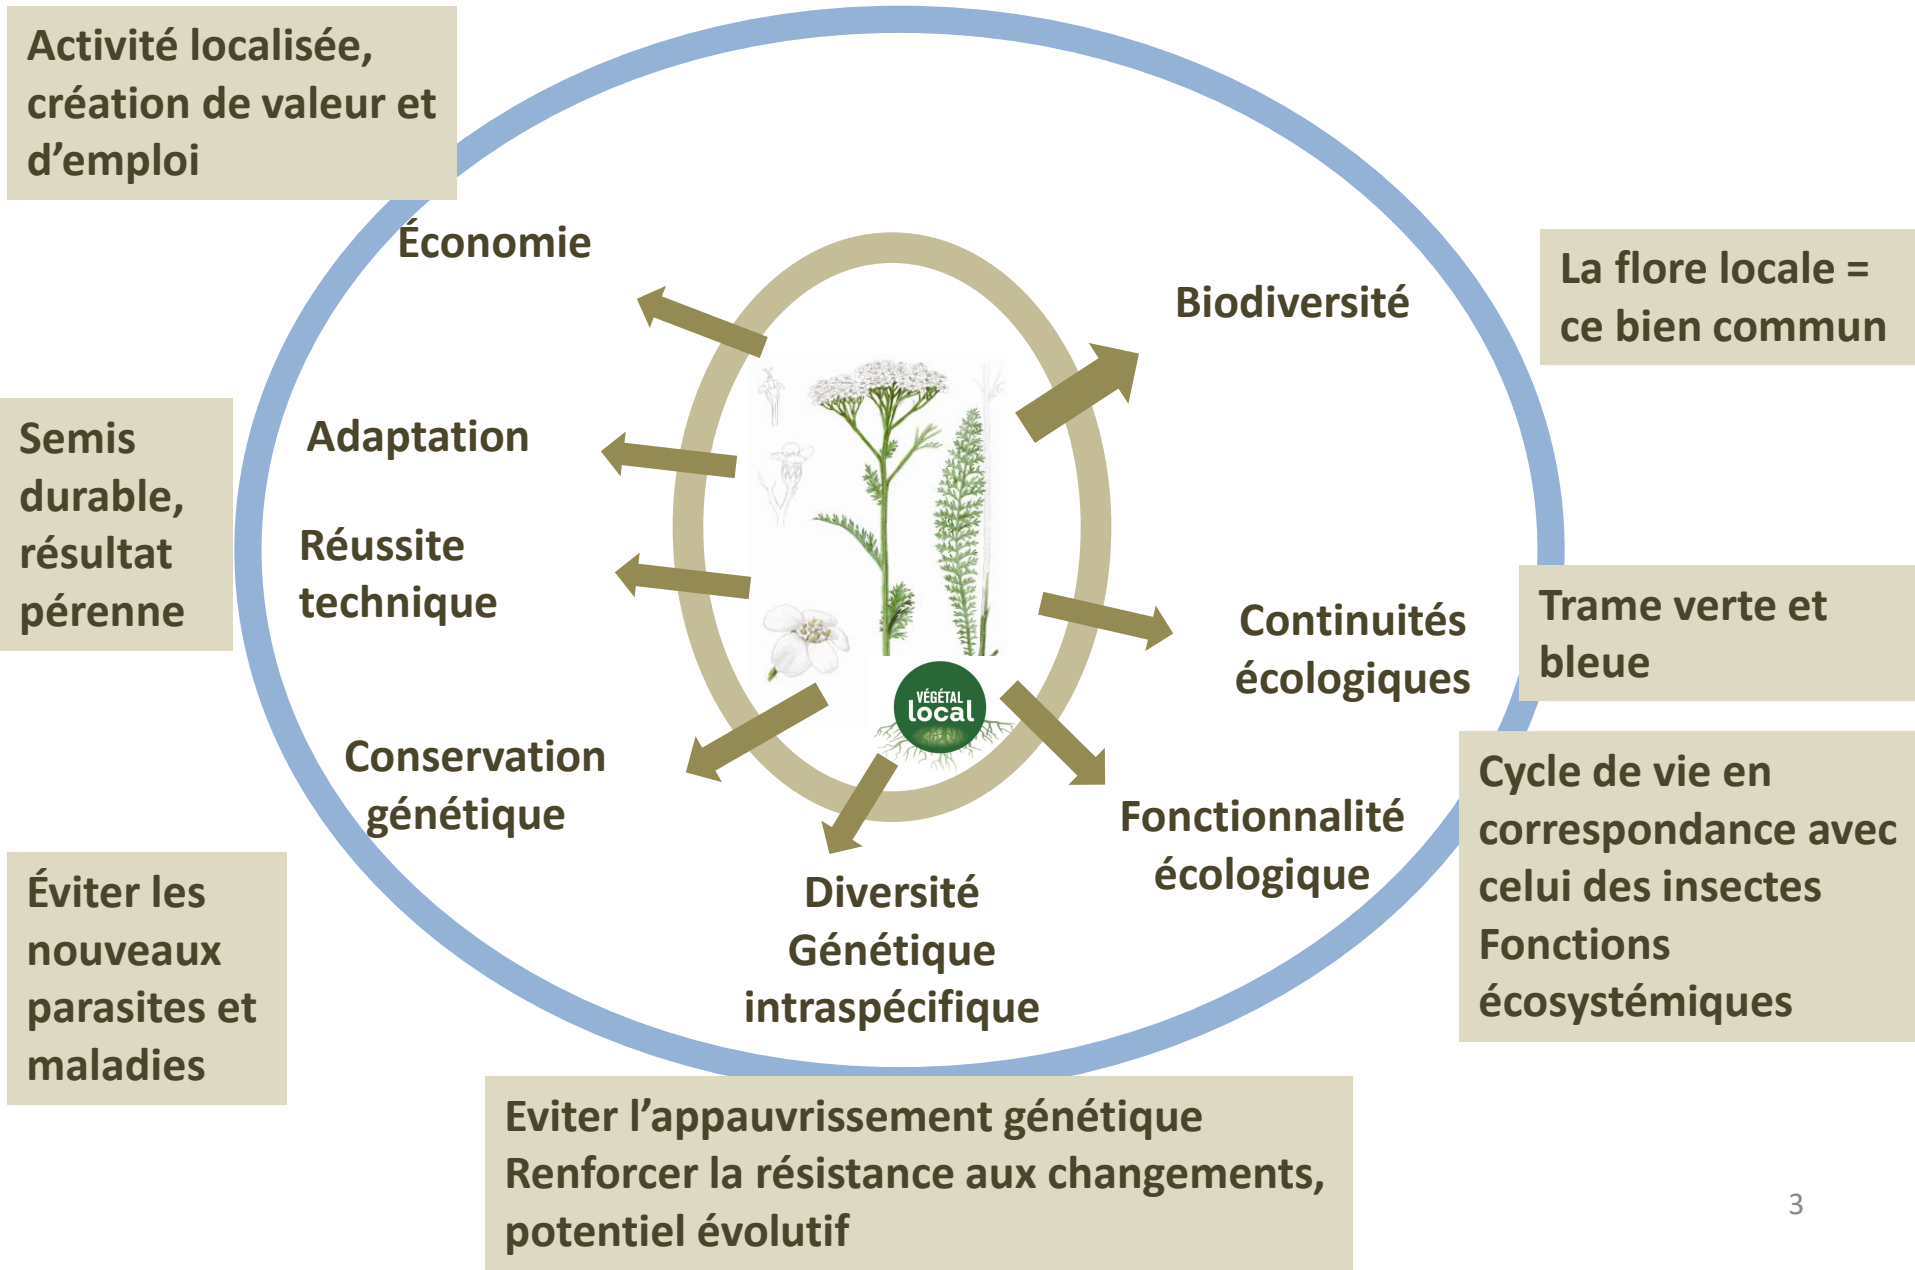 Activité localisée,
création de valeur et
d’emploi
Économie
Biodiversité
La flore locale =
ce bien commun
Semis
durable,
résultat
pérenne
Adaptation
Réussite
technique
Continuités
écologiques
Trame verte et
bleue
VÉGÉTAL
local
Conservation
génétique
Fonctionnalité
écologique
Cycle de vie en
correspondance avec
celui des insectes
Fonctions
écosystémiques
Éviter les
nouveaux
parasites et
maladies
Diversité
Génétique
intraspécifique
Eviter l’appauvrissement génétique
Renforcer la résistance aux changements,
potentiel évolutif
3